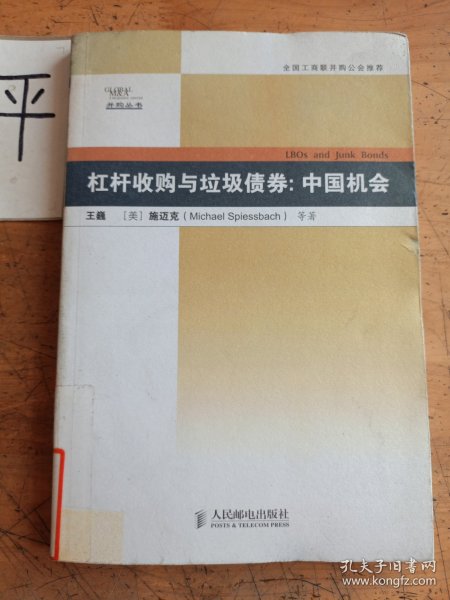 平
全国工商联并购公会推荐
GLOBAL
M&A
并购丛书
LBOs and Junk Bonds
杠杆收购与垃圾债券：中国机会
王巍 [美] 施迈克（Michael Spiessbach） 等著
人民邮电出版社
POSTS & TELECOM PRESS
孔夫子旧书网
www.kongfz.com